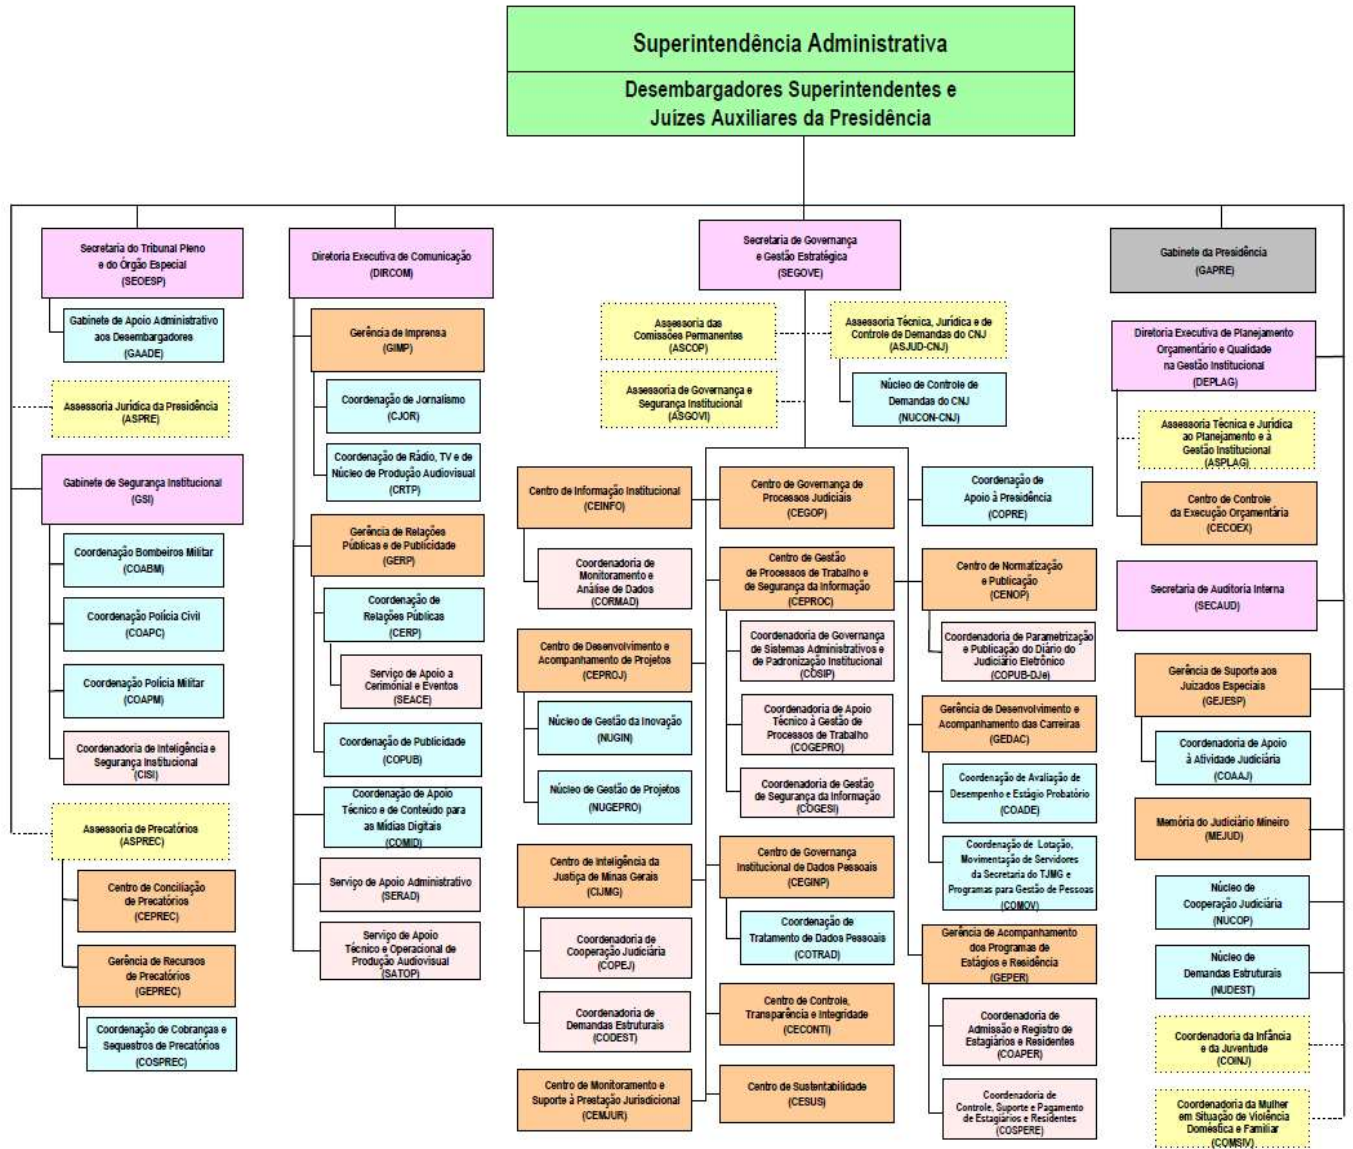 Superintendência Administrativa
Desembargadores Superintendentes e
Juízes Auxiliares da Presidência
Secretaria do Tribunal Pleno
e do Órgão Especial
(SEOESP)
Gabinete de Apoio Administrativo
aos Desembargadores
(GAADE)
Assessoria Jurídica da Presidência
(ASPRE)
Gabinete de Segurança Institucional
(GSI)
Coordenação Bombeiros Militar
(COABM)
Coordenação Polícia Civil
(COAPC)
Coordenação Polícia Militar
(COAPM)
Coordenadoria de Inteligência e
Segurança Institucional
(CISI)
Assessoria de Precatórios
(ASPREC)
Centro de Conciliação
de Precatórios
(CEPREC)
Gerência de Recursos
de Precatórios
(GEPREC)
Coordenação de Cobranças e
Sequestros de Precatórios
(COSPREC)
Diretoria Executiva de Comunicação
(DIRCOM)
Gerência de Imprensa
(GIMP)
Coordenação de Jornalismo
(CJOR)
Coordenação de Rádio, TV e de
Núcleo de Produção Audiovisual
(CRTP)
Gerência de Relações
Públicas e de Publicidade
(GERP)
Coordenação de
Relações Públicas
(CERP)
Serviço de Apoio a
Cerimonial e Eventos
(SEACE)
Coordenação de Publicidade
(COPUB)
Coordenação de Apoio
Técnico e de Conteúdo para
as Mídias Digitais
(COMID)
Serviço de Apoio Administrativo
(SERAD)
Serviço de Apoio
Técnico e Operacional de
Produção Audiovisual
(SATOP)
Secretaria de Governança
e Gestão Estratégica
(SEGOVE)
Assessoria das
Comissões Permanentes
(ASCOP)
Assessoria Técnica, Jurídica e de
Controle de Demandas do CNJ
(ASJUD-CNJ)
Assessoria de Governança e
Segurança Institucional
(ASGOVI)
Núcleo de Controle de
Demandas do CNJ
(NUCON-CNJ)
Centro de Informação Institucional
(CEINFO)
Coordenadoria de
Monitoramento e
Análise de Dados
(CORMAD)
Centro de Desenvolvimento e
Acompanhamento de Projetos
(CEPROJ)
Núcleo de Gestão da Inovação
(NUGIN)
Núcleo de Gestão de Projetos
(NUGEPRO)
Centro de Inteligência da
Justiça de Minas Gerais
(CIJMG)
Coordenadoria de
Cooperação Judiciária
(COPEJ)
Coordenadoria de
Demandas Estruturais
(CODEST)
Centro de Monitoramento e
Suporte à Prestação Jurisdicional
(CEMJUR)
Centro de Governança de
Processos Judiciais
(CEGOP)
Centro de Gestão
de Processos de Trabalho e
de Segurança da Informação
(CEPROC)
Coordenadoria de Governança
de Sistemas Administrativos e
de Padronização Institucional
(COSIP)
Coordenadoria de Apoio
Técnico à Gestão de
Processos de Trabalho
(COGEPRO)
Coordenadoria de Gestão
de Segurança da Informação
(COGESI)
Centro de Governança
Institucional de Dados Pessoais
(CEGINP)
Coordenação de
Tratamento de Dados Pessoais
(COTRAD)
Centro de Controle,
Transparência e Integridade
(CECONTI)
Centro de Sustentabilidade
(CESUS)
Coordenação de
Apoio à Presidência
(COPRE)
Centro de Normatização
e Publicação
(CENOP)
Coordenadoria de Parametrização
e Publicação do Diário do
Judiciário Eletrônico
(COPUB-DJe)
Gerência de Desenvolvimento e
Acompanhamento das Carreiras
(GEDAC)
Coordenação de Avaliação de
Desempenho e Estágio Probatório
(COADE)
Coordenação de Lotação,
Movimentação de Servidores
da Secretaria do TJMG e
Programas para Gestão de Pessoas
(COMOV)
Gerência de Acompanhamento
dos Programas de
Estágios e Residência
(GEPER)
Coordenadoria de
Admissão e Registro de
Estagiários e Residentes
(COAPER)
Coordenadoria de
Controle, Suporte e Pagamento
de Estagiários e Residentes
(COSPERE)
Gabinete da Presidência
(GAPRE)
Diretoria Executiva de Planejamento
Orçamentário e Qualidade
na Gestão Institucional
(DEPLAG)
Assessoria Técnica e Jurídica
ao Planejamento e à
Gestão Institucional
(ASPLAG)
Centro de Controle
da Execução Orçamentária
(CECOEX)
Secretaria de Auditoria Interna
(SECAUD)
Gerência de Suporte aos
Juizados Especiais
(GEJESP)
Coordenadoria de Apoio
à Atividade Judiciária
(COAAJ)
Memória do Judiciário Mineiro
(MEJUD)
Núcleo de
Cooperação Judiciária
(NUCOP)
Núcleo de
Demandas Estruturais
(NUDEST)
Coordenadoria da Infância
e da Juventude
(COINJ)
Coordenadoria da Mulher
em Situação de Violência
Doméstica e Familiar
(COMSIV)